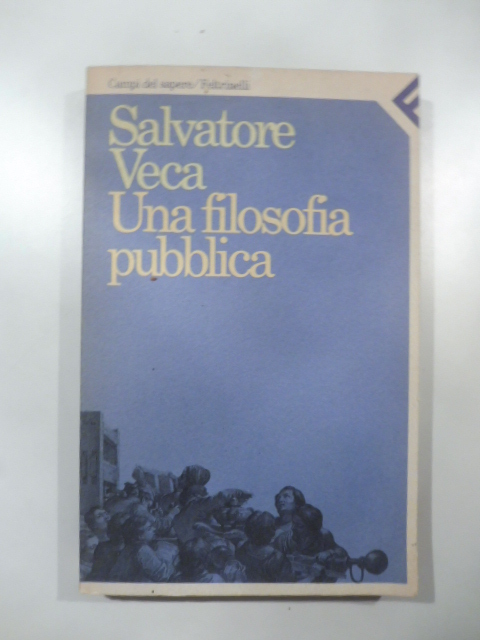 Campi del sapere/Feltrinelli
Salvatore
Veca
Una filosofia
pubblica